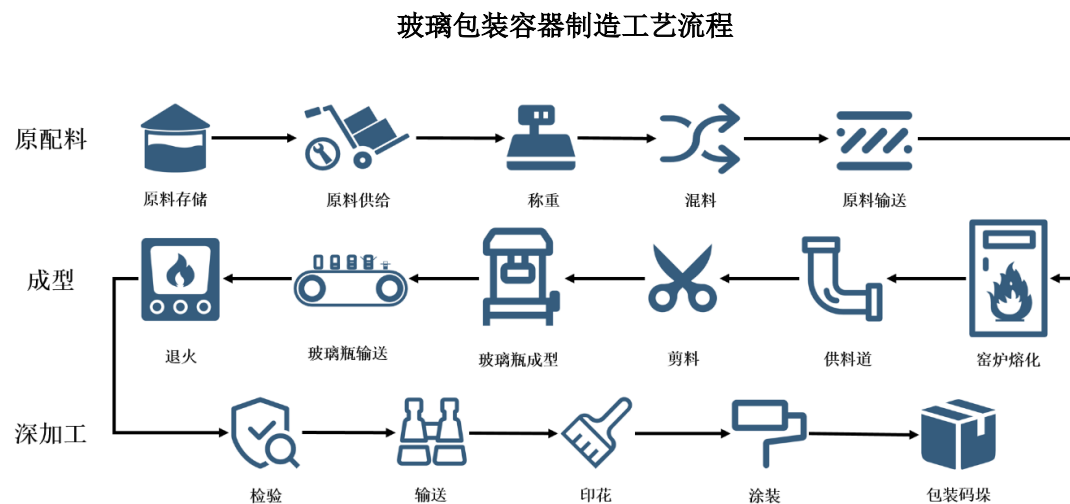 玻璃包装容器制造工艺流程
原配料
原料存储
原料供给
称重
混料
原料输送
成型
退火
玻璃瓶输送
玻璃瓶成型
剪料
供料道
窑炉熔化
深加工
检验
输送
印花
涂装
包装码垛